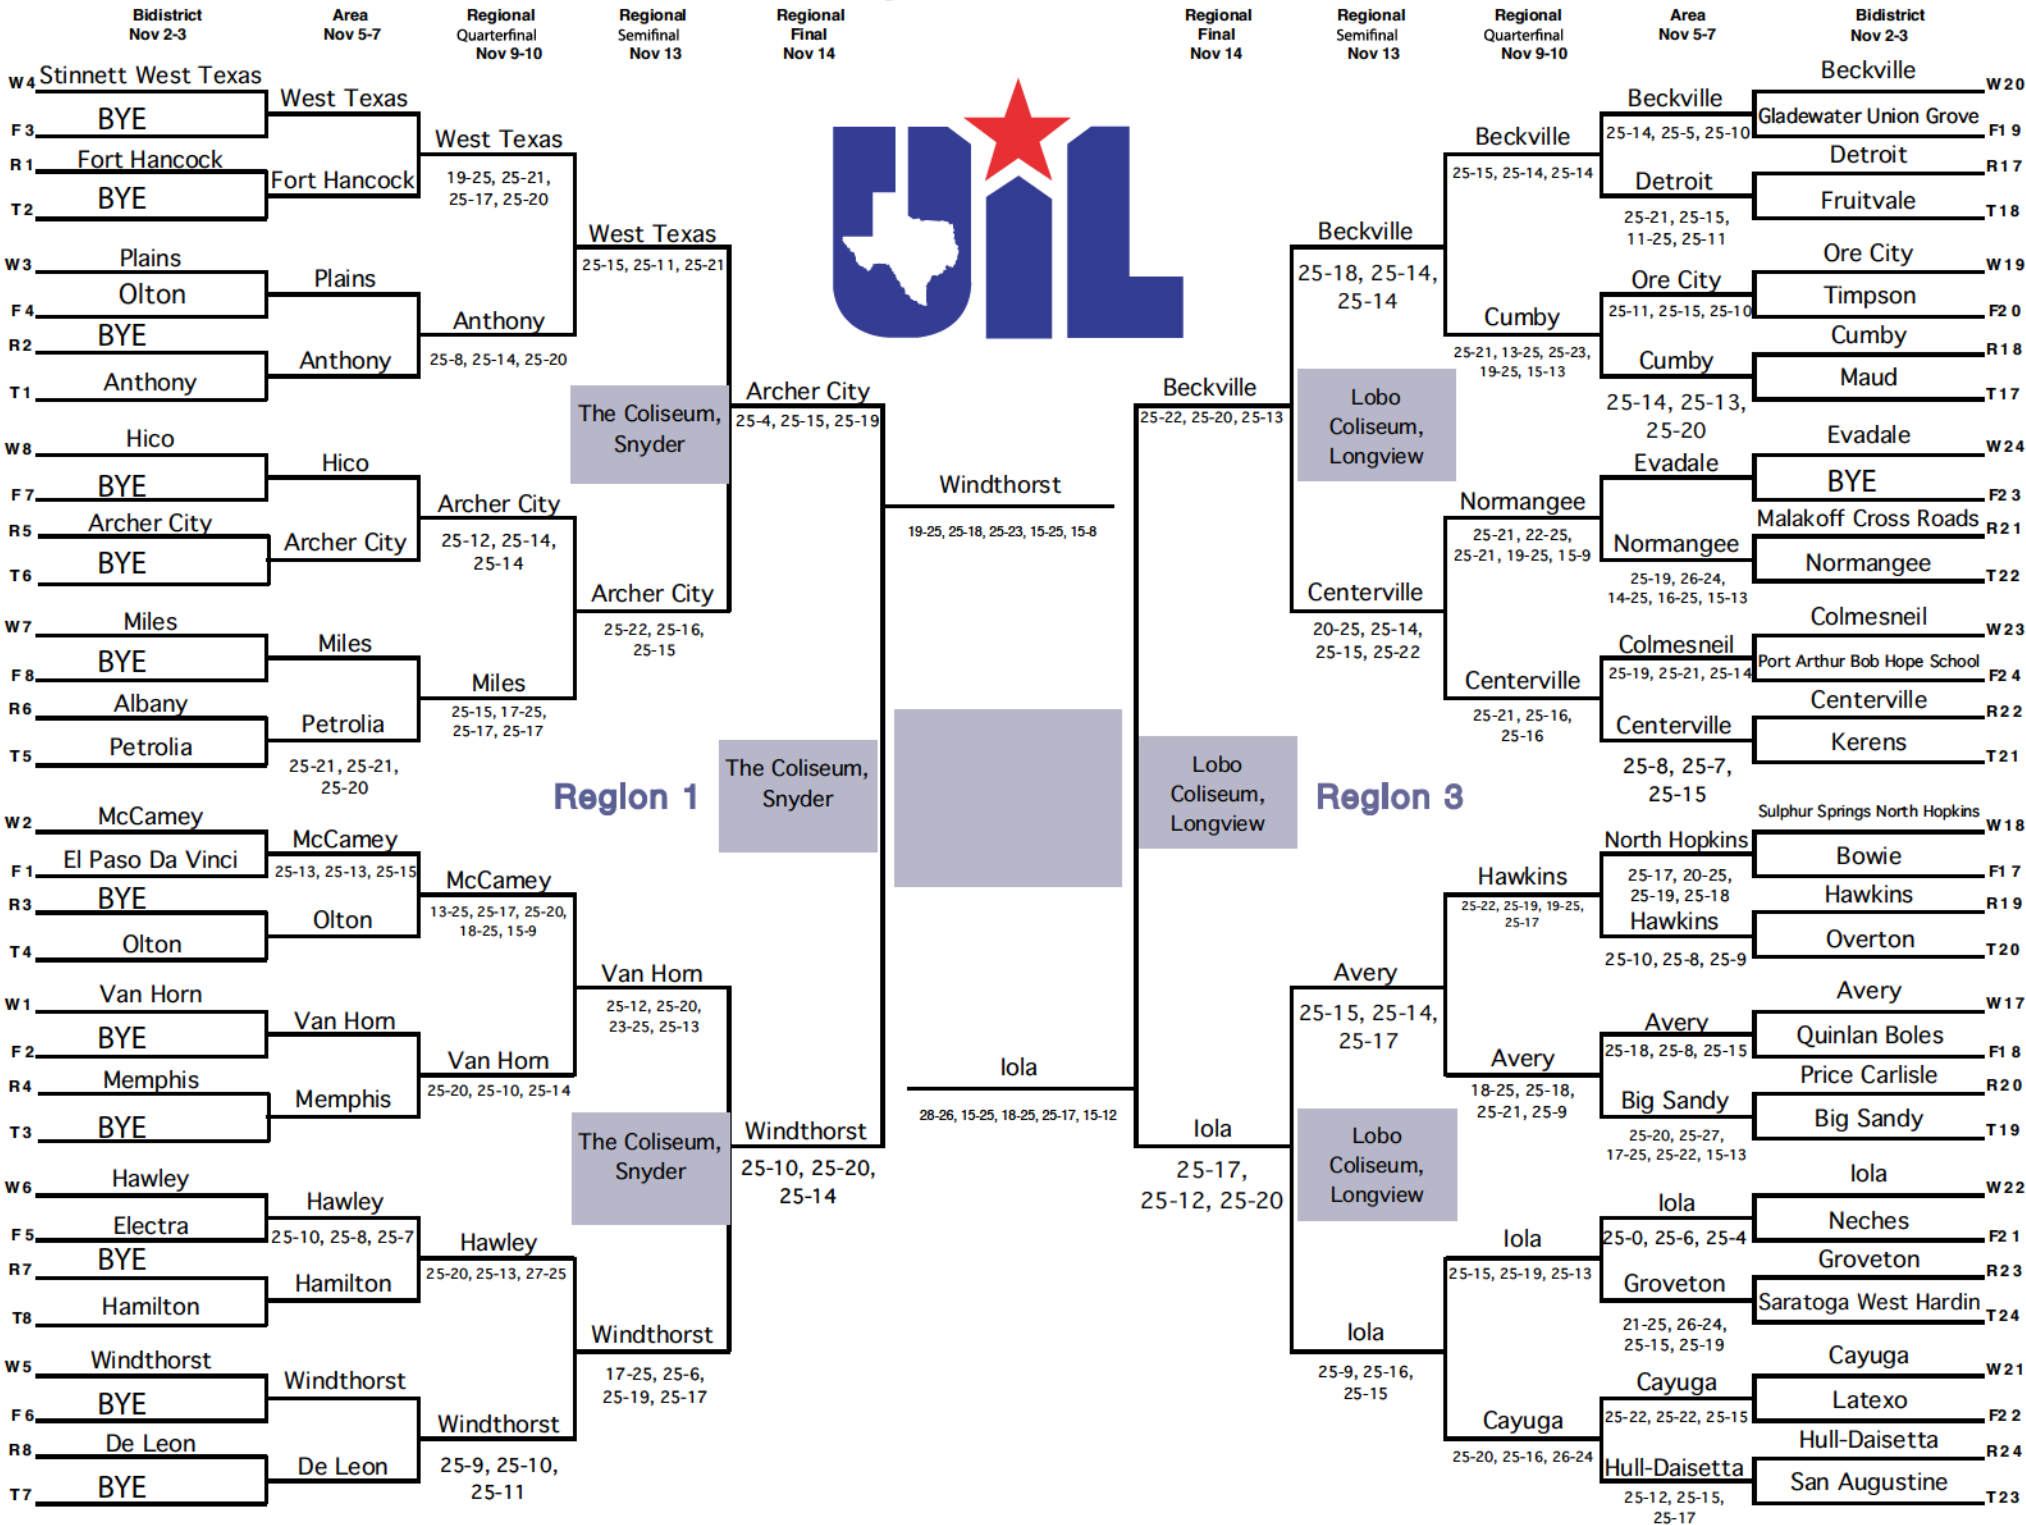 Bidistrict
Nov 2-3
Area
Nov 5-7
Regional
Quarterfinal
Nov 9-10
Regional
Semifinal
Nov 13
Regional
Final
Nov 14
Regional
Final
Nov 14
Regional
Semifinal
Nov 13
Regional
Quarterfinal
Nov 9-10
Area
Nov 5-7
Bidistrict
Nov 2-3
UIL
W4 Stinnett West Texas
F3 BYE
R1 Fort Hancock
T2 BYE
W3 Plains
F4 Olton
R2 BYE
T1 Anthony
W8 Hico
F7 BYE
R5 Archer City
T6 BYE
W7 Miles
F8 BYE
R6 Albany
T5 Petrolia
W2 McCamey
F1 El Paso Da Vinci
R3 BYE
T4 Olton
W1 Van Horn
F2 BYE
R4 Memphis
T3 BYE
W6 Hawley
F5 Electra
R7 BYE
T8 Hamilton
W5 Windthorst
F6 BYE
R8 De Leon
T7 BYE
West Texas
Fort Hancock
Plains
Anthony
Hico
Archer City
Miles
Petrolia
25-21, 25-21,
25-20
McCamey
25-13, 25-13, 25-15
Olton
Van Horn
Memphis
Hawley
25-10, 25-8, 25-7
Hamilton
Windthorst
De Leon
West Texas
19-25, 25-21,
25-17, 25-20
Anthony
25-8, 25-14, 25-20
Archer City
25-12, 25-14,
25-14
Miles
25-15, 17-25,
25-17, 25-17
McCamey
13-25, 25-17, 25-20,
18-25, 15-9
Van Horn
25-20, 25-10, 25-14
Hawley
25-20, 25-13, 27-25
Windthorst
25-9, 25-10,
25-11
West Texas
25-15, 25-11, 25-21
The Coliseum,
Snyder
Archer City
25-22, 25-16,
25-15
Region 1
Van Horn
25-12, 25-20,
23-25, 25-13
The Coliseum,
Snyder
Windthorst
17-25, 25-6,
25-19, 25-17
Archer City
25-4, 25-15, 25-19
The Coliseum,
Snyder
Windthorst
25-10, 25-20,
25-14
Windthorst
19-25, 25-18, 25-23, 15-25, 15-8
Iola
28-26, 15-25, 18-25, 25-17, 15-12
Beckville
25-22, 25-20, 25-13
Lobo
Coliseum,
Longview
Iola
25-17,
25-12, 25-20
Beckville
25-18, 25-14,
25-14
Lobo
Coliseum,
Longview
Centerville
20-25, 25-14,
25-15, 25-22
Region 3
Avery
25-15, 25-14,
25-17
Lobo
Coliseum,
Longview
Iola
25-9, 25-16,
25-15
Beckville
25-15, 25-14, 25-14
Cumby
25-21, 13-25, 25-23,
19-25, 15-13
Normangee
25-21, 22-25,
25-21, 19-25, 15-9
Centerville
25-21, 25-16,
25-16
Hawkins
25-22, 25-19, 19-25,
25-17
Avery
18-25, 25-18,
25-21, 25-9
Iola
25-15, 25-19, 25-13
Cayuga
25-20, 25-16, 26-24
Beckville
25-14, 25-5, 25-10
Detroit
25-21, 25-15,
11-25, 25-11
Ore City
25-11, 25-15, 25-10
Cumby
25-14, 25-13,
25-20
Evadale
Normangee
25-19, 26-24,
14-25, 16-25, 15-13
Colmesneil
25-19, 25-21, 25-14
Centerville
25-8, 25-7,
25-15
North Hopkins
25-17, 20-25,
25-19, 25-18
Hawkins
25-10, 25-8, 25-9
Avery
25-18, 25-8, 25-15
Big Sandy
25-20, 25-27,
17-25, 25-22, 15-13
Iola
25-0, 25-6, 25-4
Groveton
21-25, 26-24,
25-15, 25-19
Cayuga
25-22, 25-22, 25-15
Hull-Daisetta
25-12, 25-15,
25-17
Beckville W20
Gladewater Union Grove F19
Detroit R17
Fruitvale T18
Ore City W19
Timpson F20
Cumby R18
Maud T17
Evadale W24
BYE F23
Malakoff Cross Roads R21
Normangee T22
Colmesneil W23
Port Arthur Bob Hope School F24
Centerville R22
Kerens T21
Sulphur Springs North Hopkins W18
Bowie F17
Hawkins R19
Overton T20
Avery W17
Quinlan Boles F18
Price Carlisle R20
Big Sandy T19
Iola W22
Neches F21
Groveton R23
Saratoga West Hardin T24
Cayuga W21
Latexo F22
Hull-Daisetta R24
San Augustine T23